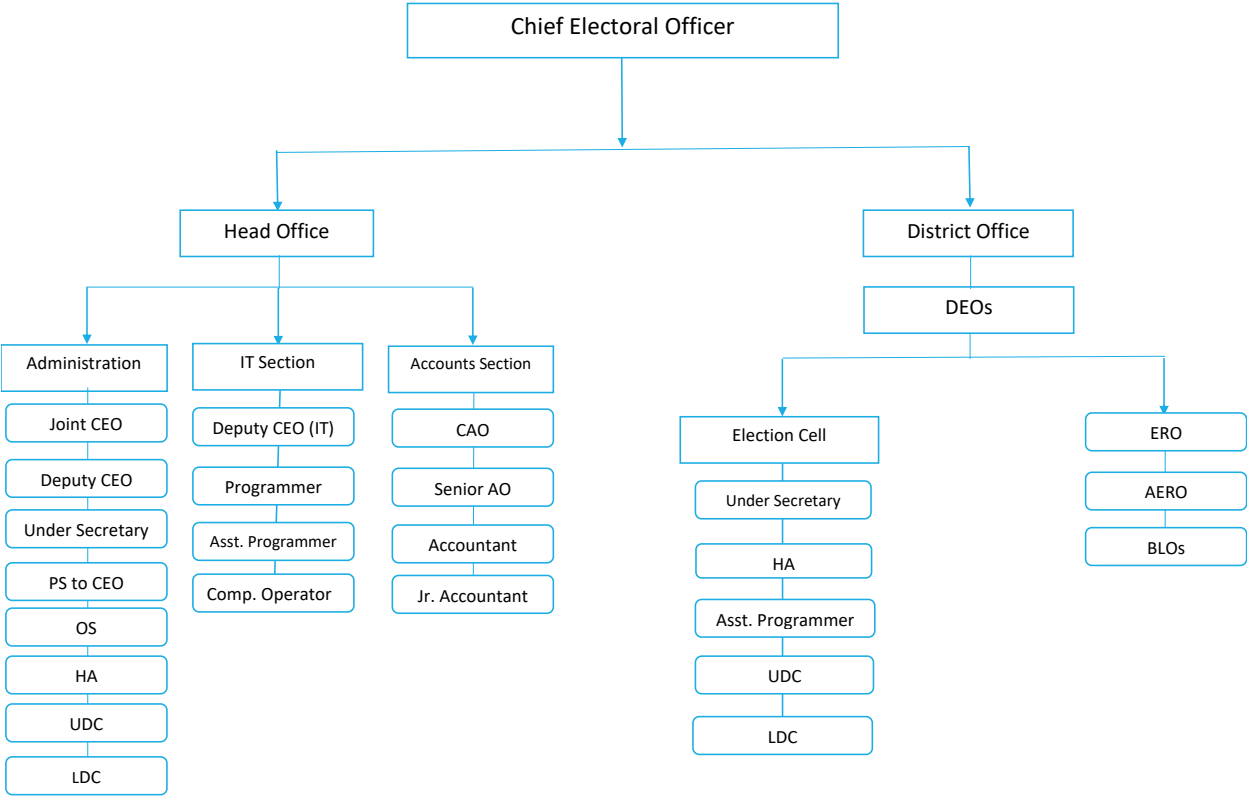 Chief Electoral Officer
Head Office
District Office
DEOs
Administration
IT Section
Accounts Section
Joint CEO
Deputy CEO
Under Secretary
PS to CEO
OS
HA
UDC
LDC
Deputy CEO (IT)
Programmer
Asst. Programmer
Comp. Operator
CAO
Senior AO
Accountant
Jr. Accountant
Election Cell
Under Secretary
HA
Asst. Programmer
UDC
LDC
ERO
AERO
BLOs